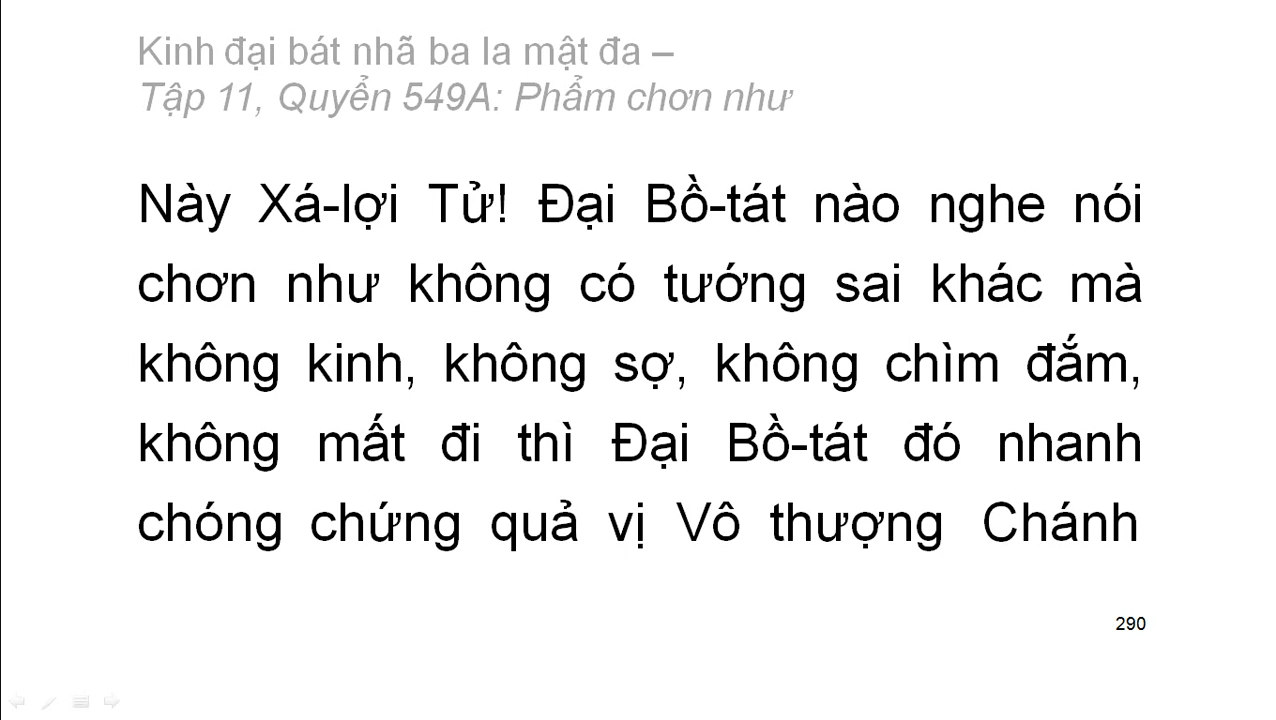 Kinh đại bát nhã ba la mật đa –
Tập 11, Quyển 549A: Phẩm chơn như
Này Xá-lợi Tử! Đại Bồ-tát nào nghe nói
chơn như không có tướng sai khác mà
không kinh, không sợ, không chìm đắm,
không mất đi thì Đại Bồ-tát đó nhanh
chóng chứng quả vị Vô thượng Chánh
290